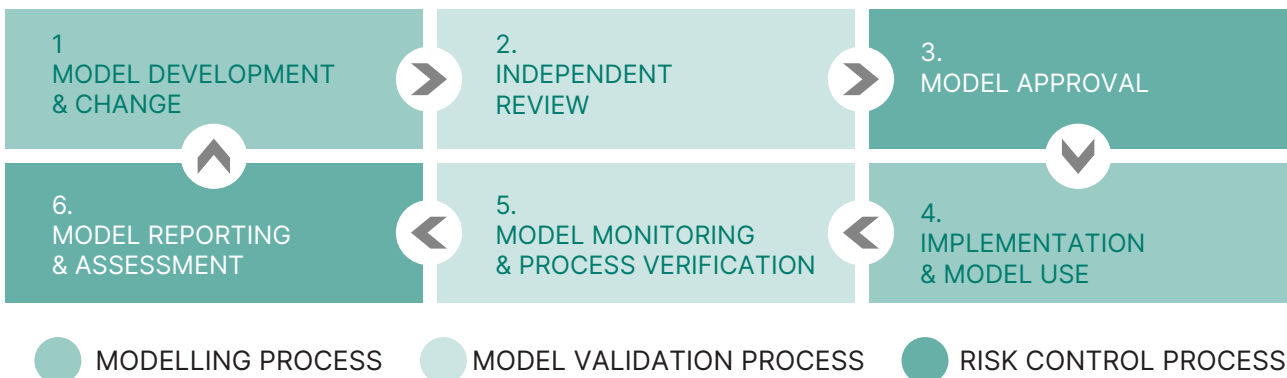 1
MODEL DEVELOPMENT
& CHANGE
2.
INDEPENDENT
REVIEW
3.
MODEL APPROVAL
6.
MODEL REPORTING
& ASSESSMENT
5.
MODEL MONITORING
& PROCESS VERIFICATION
4.
IMPLEMENTATION
& MODEL USE
MODELLING PROCESS
MODEL VALIDATION PROCESS
RISK CONTROL PROCESS